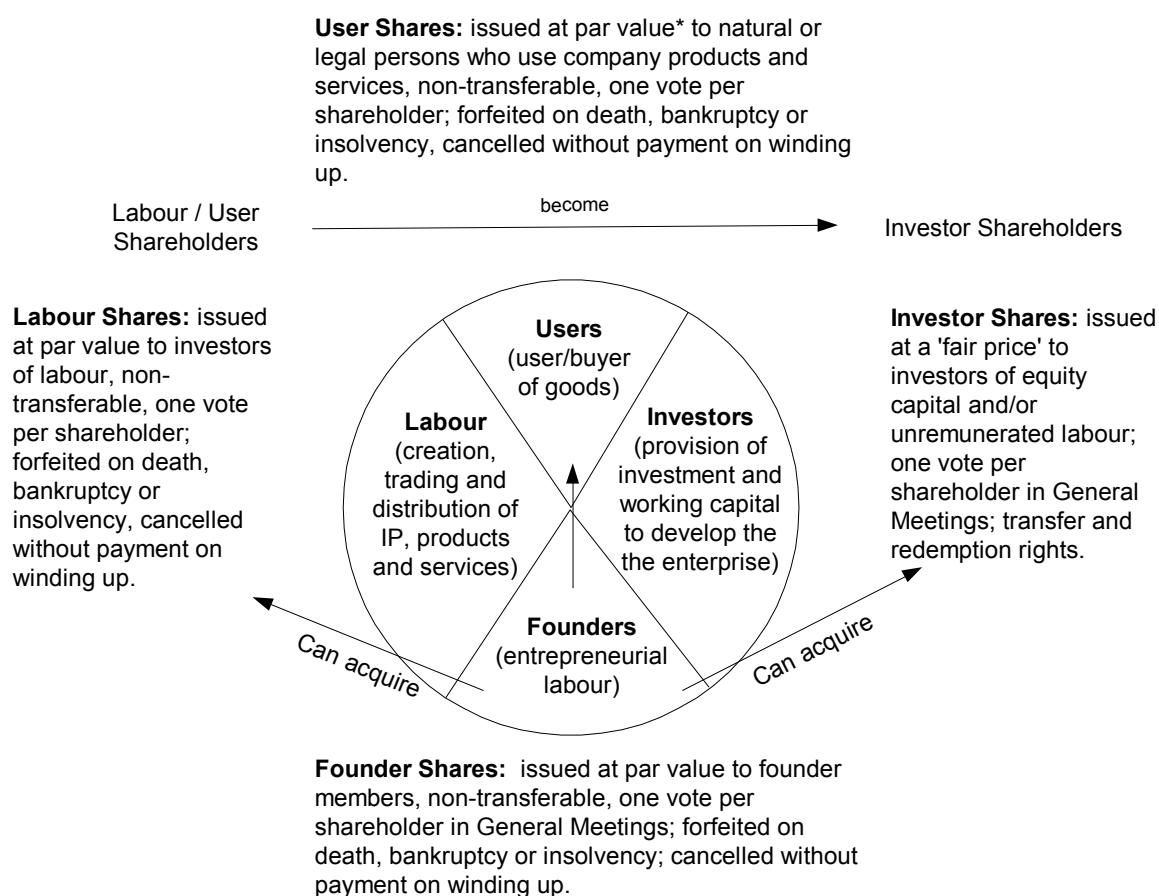 User Shares: issued at par value* to natural or
legal persons who use company products and
services, non-transferable, one vote per
shareholder; forfeited on death, bankruptcy or
insolvency, cancelled without payment on winding
up.
Labour / User
Shareholders
become
Investor Shareholders
Labour Shares: issued
at par value to investors
of labour, non-
transferable, one vote
per shareholder;
forfeited on death,
bankruptcy or
insolvency, cancelled
without payment on
winding up.
Users
(user/buyer
of goods)
Labour
(creation,
trading and
distribution of
IP, products
and services)
Investors
(provision of
investment and
working capital
to develop the
the enterprise)
Founders
(entrepreneurial
labour)
Investor Shares: issued
at a 'fair price' to
investors of equity
capital and/or
unremunerated labour;
one vote per
shareholder in General
Meetings; transfer and
redemption rights.
Can acquire
Can acquire
Founder Shares: issued at par value to founder
members, non-transferable, one vote per
shareholder in General Meetings; forfeited on
death, bankruptcy or insolvency; cancelled without
payment on winding up.